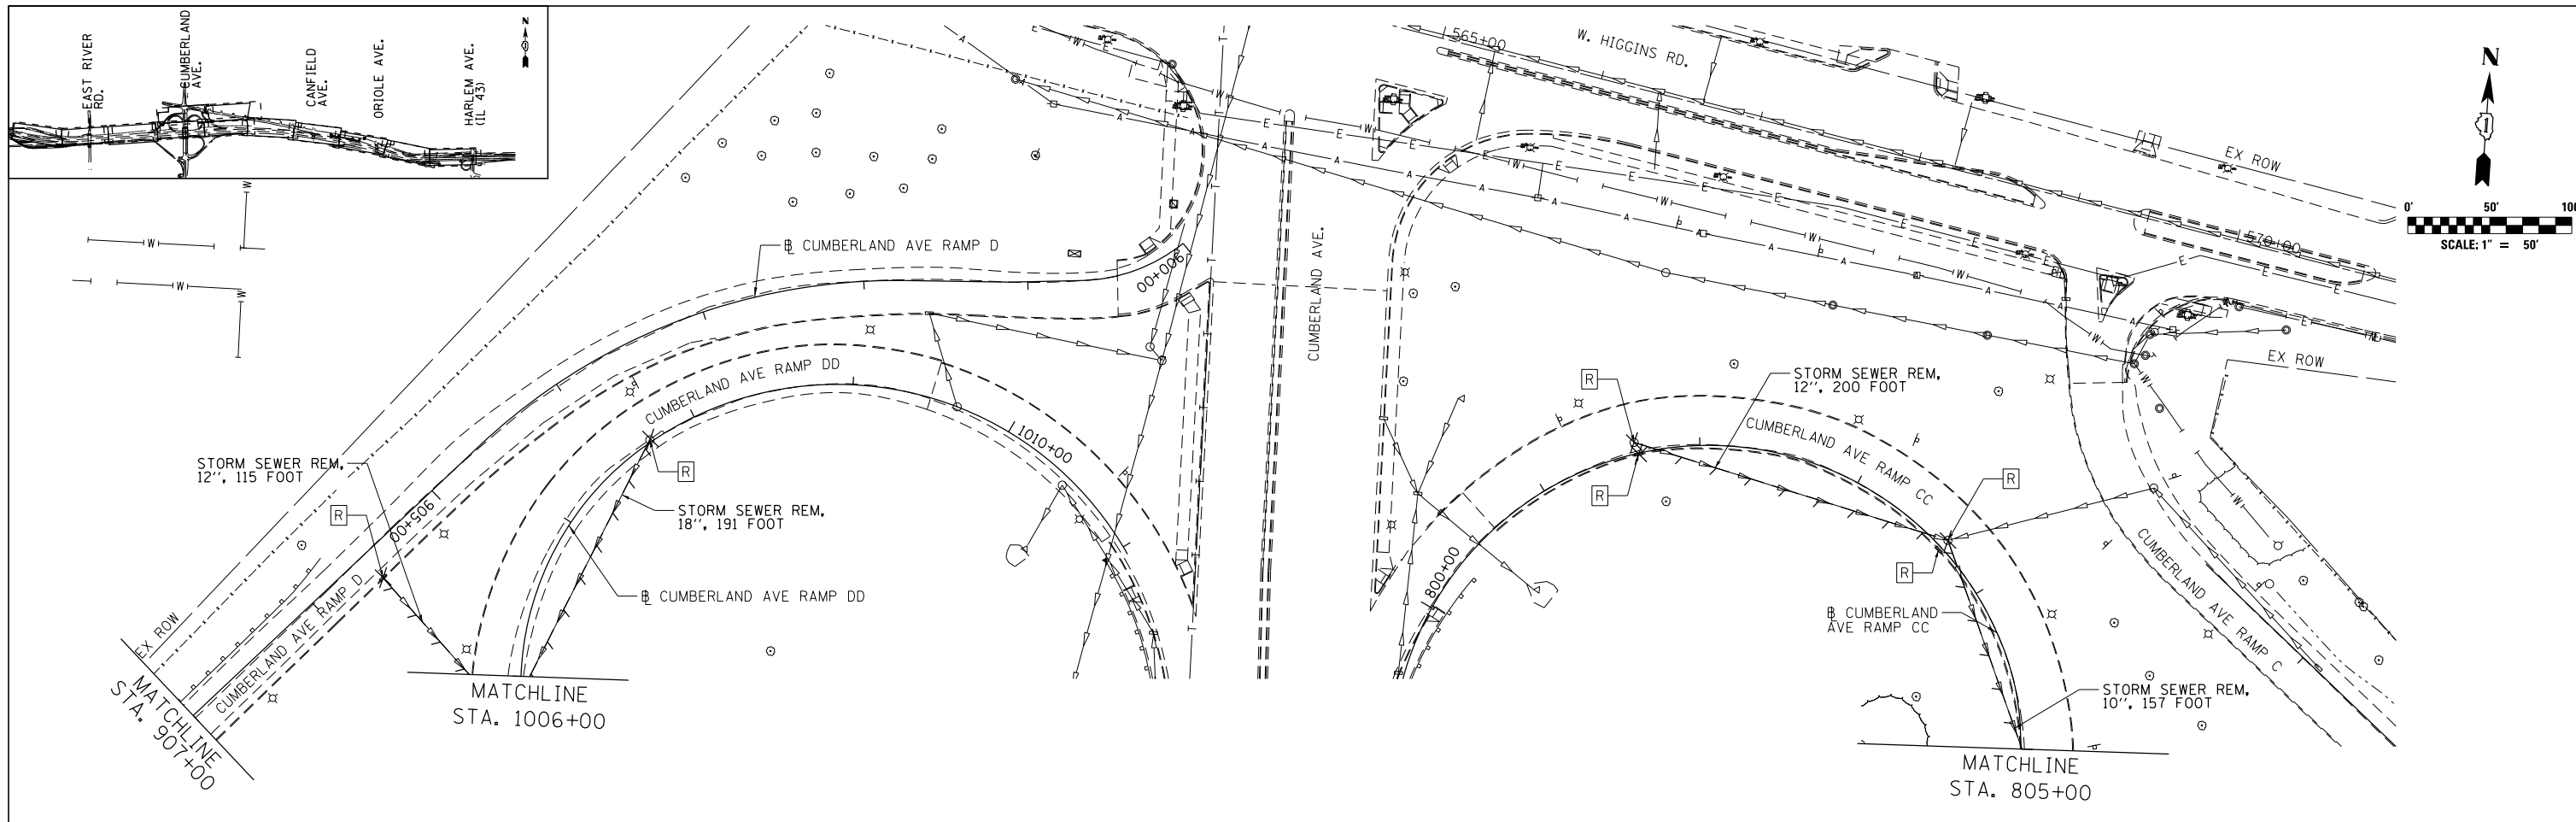 EAST RIVER
RD.
CUMBERLAND
AVE.
CANFIELD
AVE.
ORIOLE AVE.
HARLEM AVE.
(IL 43)
N
565+00
W. HIGGINS RD.
EX ROW
570+00
N
0' 50' 100
SCALE: 1" = 50'
℄ CUMBERLAND AVE RAMP D
900+00
CUMBERLAND AVE.
CUMBERLAND AVE RAMP DD
1010+00
STORM SEWER REM,
12", 115 FOOT
R
905+00
R
STORM SEWER REM,
18", 191 FOOT
℄ CUMBERLAND AVE RAMP DD
EX ROW
CUMBERLAND AVE RAMP D
MATCHLINE
STA. 907+00
MATCHLINE
STA. 1006+00
R
STORM SEWER REM,
12", 200 FOOT
EX ROW
CUMBERLAND AVE RAMP CC
R
R
R
800+00
℄ CUMBERLAND
AVE RAMP CC
CUMBERLAND AVE RAMP C
STORM SEWER REM,
10", 157 FOOT
MATCHLINE
STA. 805+00